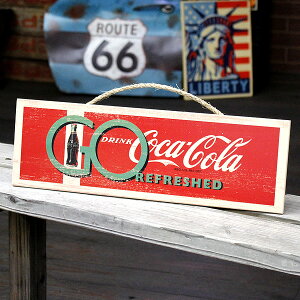 ROUTE
66
LIBERTY
GO
DRINK
Coca-Cola
REFRESHED